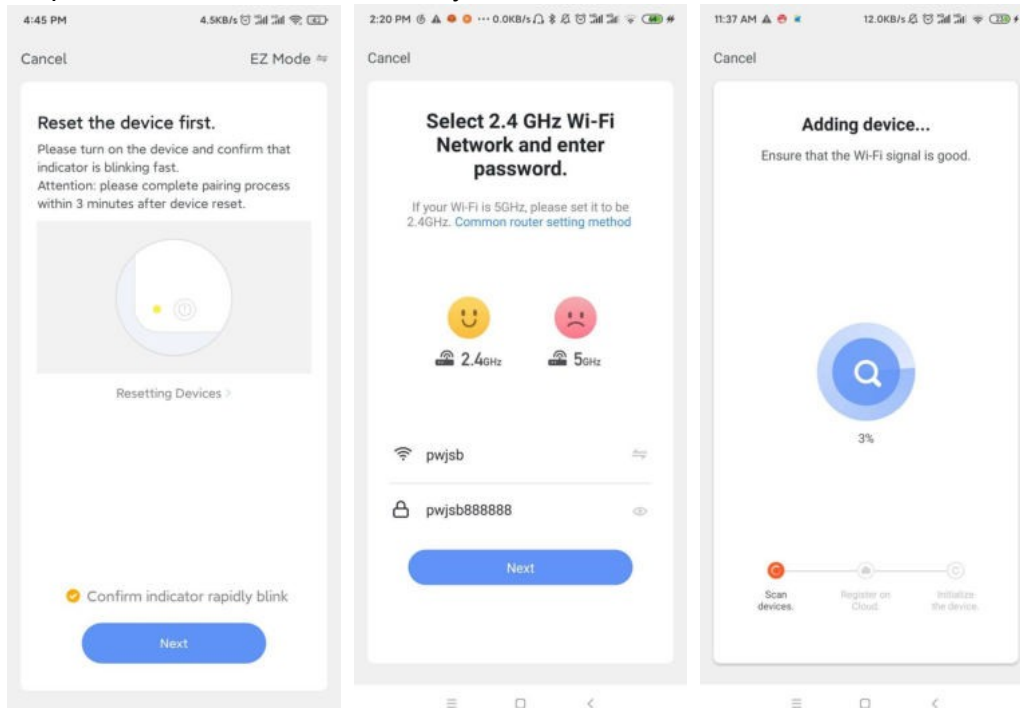 4:45 PM
4.5KB/s
Cancel
EZ Mode
Reset the device first.
Please turn on the device and confirm that
indicator is blinking fast.
Attention: please complete pairing process
within 3 minutes after device reset.
Resetting Devices >
Confirm indicator rapidly blink
Next
2:20 PM
0.0KB/s
Cancel
Select 2.4 GHz Wi-Fi
Network and enter
password.
If your Wi-Fi is 5GHz, please set it to be
2.4GHz. Common router setting method
2.4GHz
5GHz
pwjsb
pwjsb888888
Next
11:37 AM
12.0KB/s
Cancel
Adding device...
Ensure that the Wi-Fi signal is good.
3%
Scan
devices.
Register on
Cloud.
Initialize
the device.